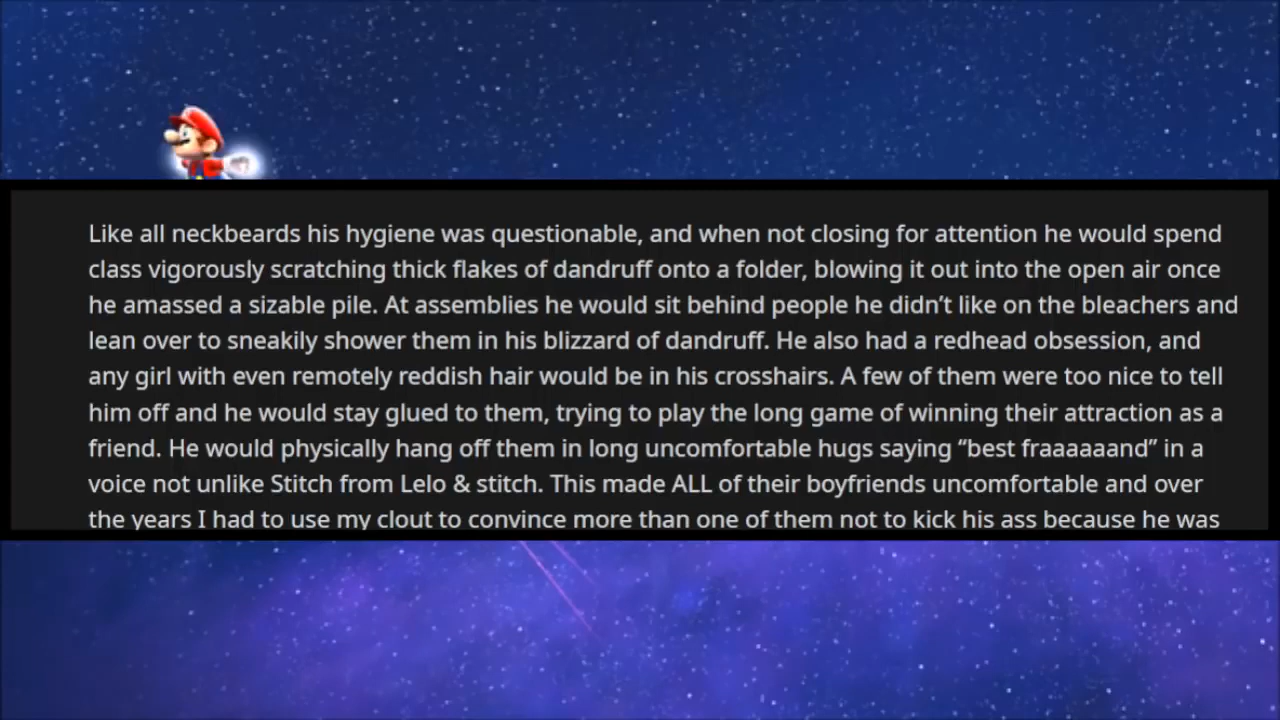 Like all neckbeards his hygiene was questionable, and when not closing for attention he would spend
class vigorously scratching thick flakes of dandruff onto a folder, blowing it out into the open air once
he amassed a sizable pile. At assemblies he would sit behind people he didn’t like on the bleachers and
lean over to sneakily shower them in his blizzard of dandruff. He also had a redhead obsession, and
any girl with even remotely reddish hair would be in his crosshairs. A few of them were too nice to tell
him off and he would stay glued to them, trying to play the long game of winning their attraction as a
friend. He would physically hang off them in long uncomfortable hugs saying “best fraaaaaand” in a
voice not unlike Stitch from Lelo & stitch. This made ALL of their boyfriends uncomfortable and over
the years I had to use my clout to convince more than one of them not to kick his ass because he was